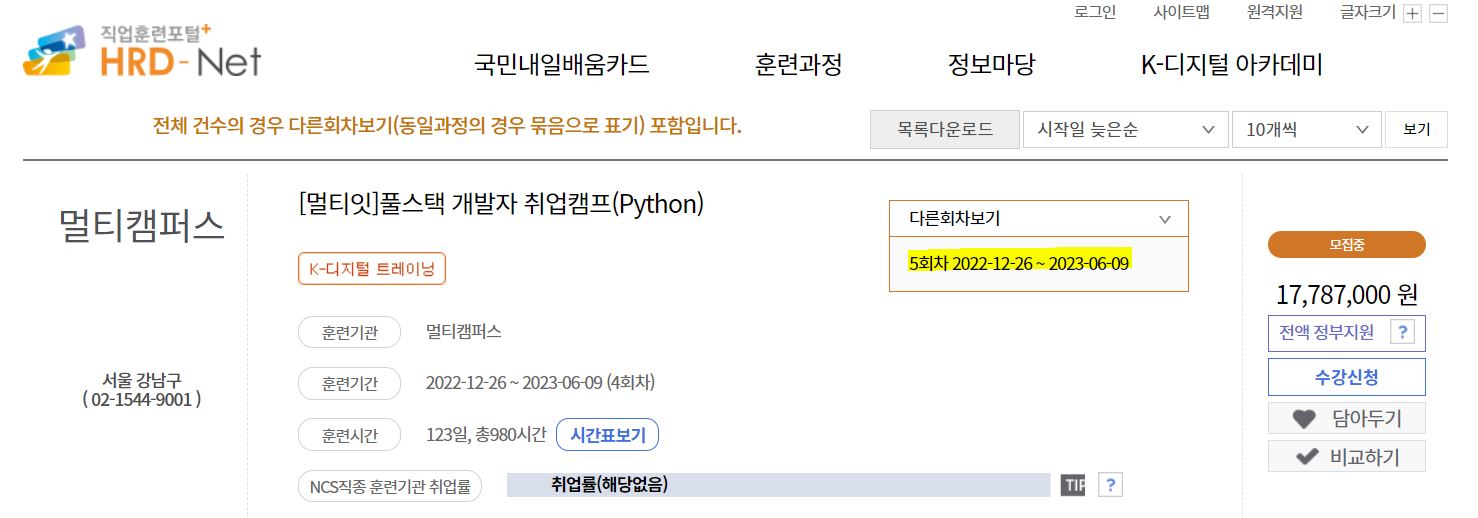 로그인 사이트맵 원격지원 글자크기 + −
직업훈련포털+
HRD-Net
국민내일배움카드 훈련과정 정보마당 K-디지털 아카데미
전체 건수의 경우 다른회차보기(동일과정의 경우 묶음으로 표기) 포함입니다.
목록다운로드 시작일 늦은순 10개씩 보기
멀티캠퍼스
서울 강남구
( 02-1544-9001 )
[멀티잇]풀스택 개발자 취업캠프(Python)
K-디지털 트레이닝
훈련기관 멀티캠퍼스
훈련기간 2022-12-26 ~ 2023-06-09 (4회차)
훈련시간 123일, 총980시간 시간표보기
NCS직종 훈련기관 취업률 취업률(해당없음) TIP ?
다른회차보기
5회차 2022-12-26 ~ 2023-06-09
모집중
17,787,000 원
전액 정부지원 ?
수강신청
담아두기
비교하기